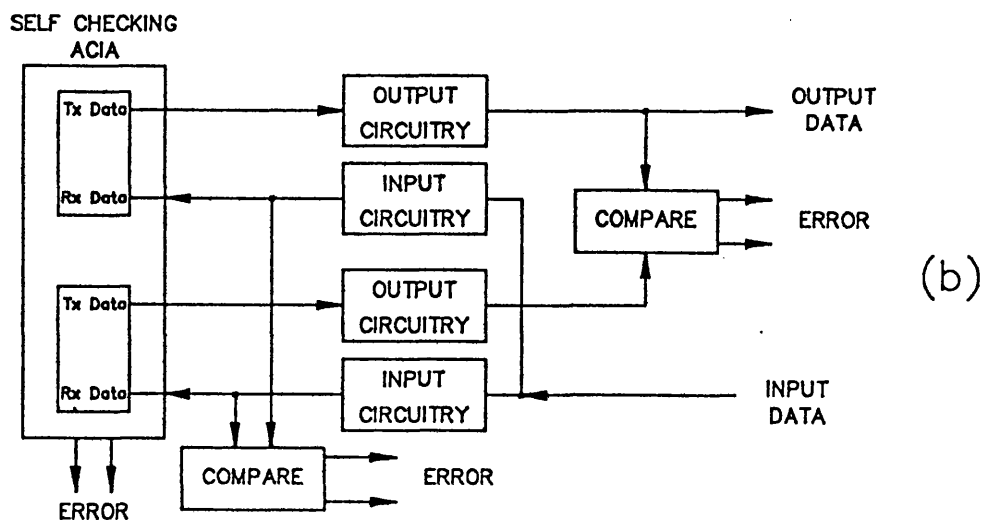 SELF CHECKING
ACIA
Tx Data
Rx Data
Tx Data
Rx Data
ERROR
OUTPUT
CIRCUITRY
INPUT
CIRCUITRY
OUTPUT
CIRCUITRY
INPUT
CIRCUITRY
COMPARE
ERROR
OUTPUT
DATA
COMPARE
ERROR
INPUT
DATA
(b)